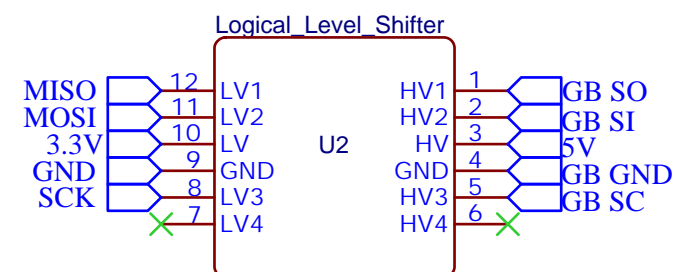 Logical_Level_Shifter
MISO 12 LV1 HV1 1 GB SO
MOSI 11 LV2 HV2 2 GB SI
3.3V 10 LV U2 HV 3 5V
GND 9 GND GND 4 GB GND
SCK 8 LV3 HV3 5 GB SC
7 LV4 HV4 6